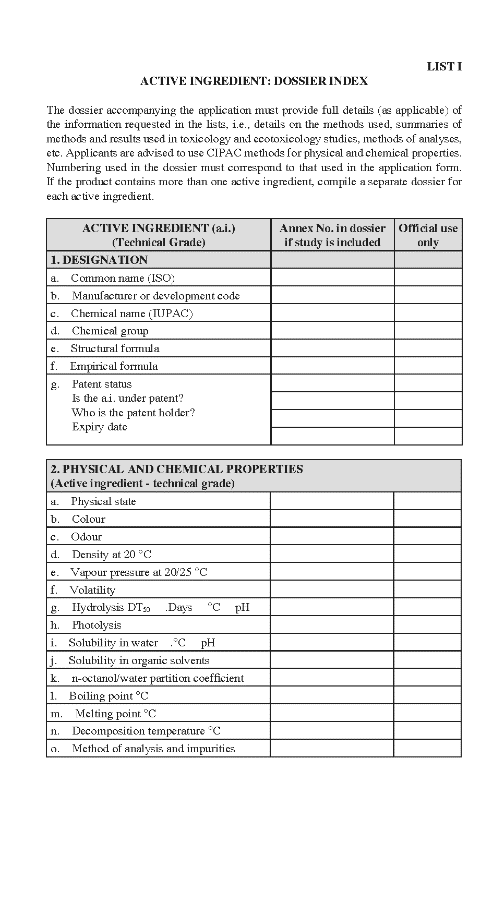 LIST I
ACTIVE INGREDIENT: DOSSIER INDEX
The dossier accompanying the application must provide full details (as applicable) of
the information requested in the lists, i.e., details on the methods used, summaries of
methods and results used in toxicology and ecotoxicology studies, methods of analyses,
etc. Applicants are advised to use CIPAC methods for physical and chemical properties.
Numbering used in the dossier must correspond to that used in the application form.
If the product contains more than one active ingredient, compile a separate dossier for
each active ingredient.
ACTIVE INGREDIENT (a.i.) Annex No. in dossier Official use
(Technical Grade) if study is included only
1. DESIGNATION
a. Common name (ISO)
b. Manufacturer or development code
c. Chemical name (IUPAC)
d. Chemical group
e. Structural formula
f. Empirical formula
g. Patent status
Is the a.i. under patent?
Who is the patent holder?
Expiry date
2. PHYSICAL AND CHEMICAL PROPERTIES
(Active ingredient - technical grade)
a. Physical state
b. Colour
c. Odour
d. Density at 20 °C
e. Vapour pressure at 20/25 °C
f. Volatility
g. Hydrolysis DT50 .Days °C pH
h. Photolysis
i. Solubility in water .°C pH
j. Solubility in organic solvents
k. n-octanol/water partition coefficient
l. Boiling point °C
m. Melting point °C
n. Decomposition temperature °C
o. Method of analysis and impurities